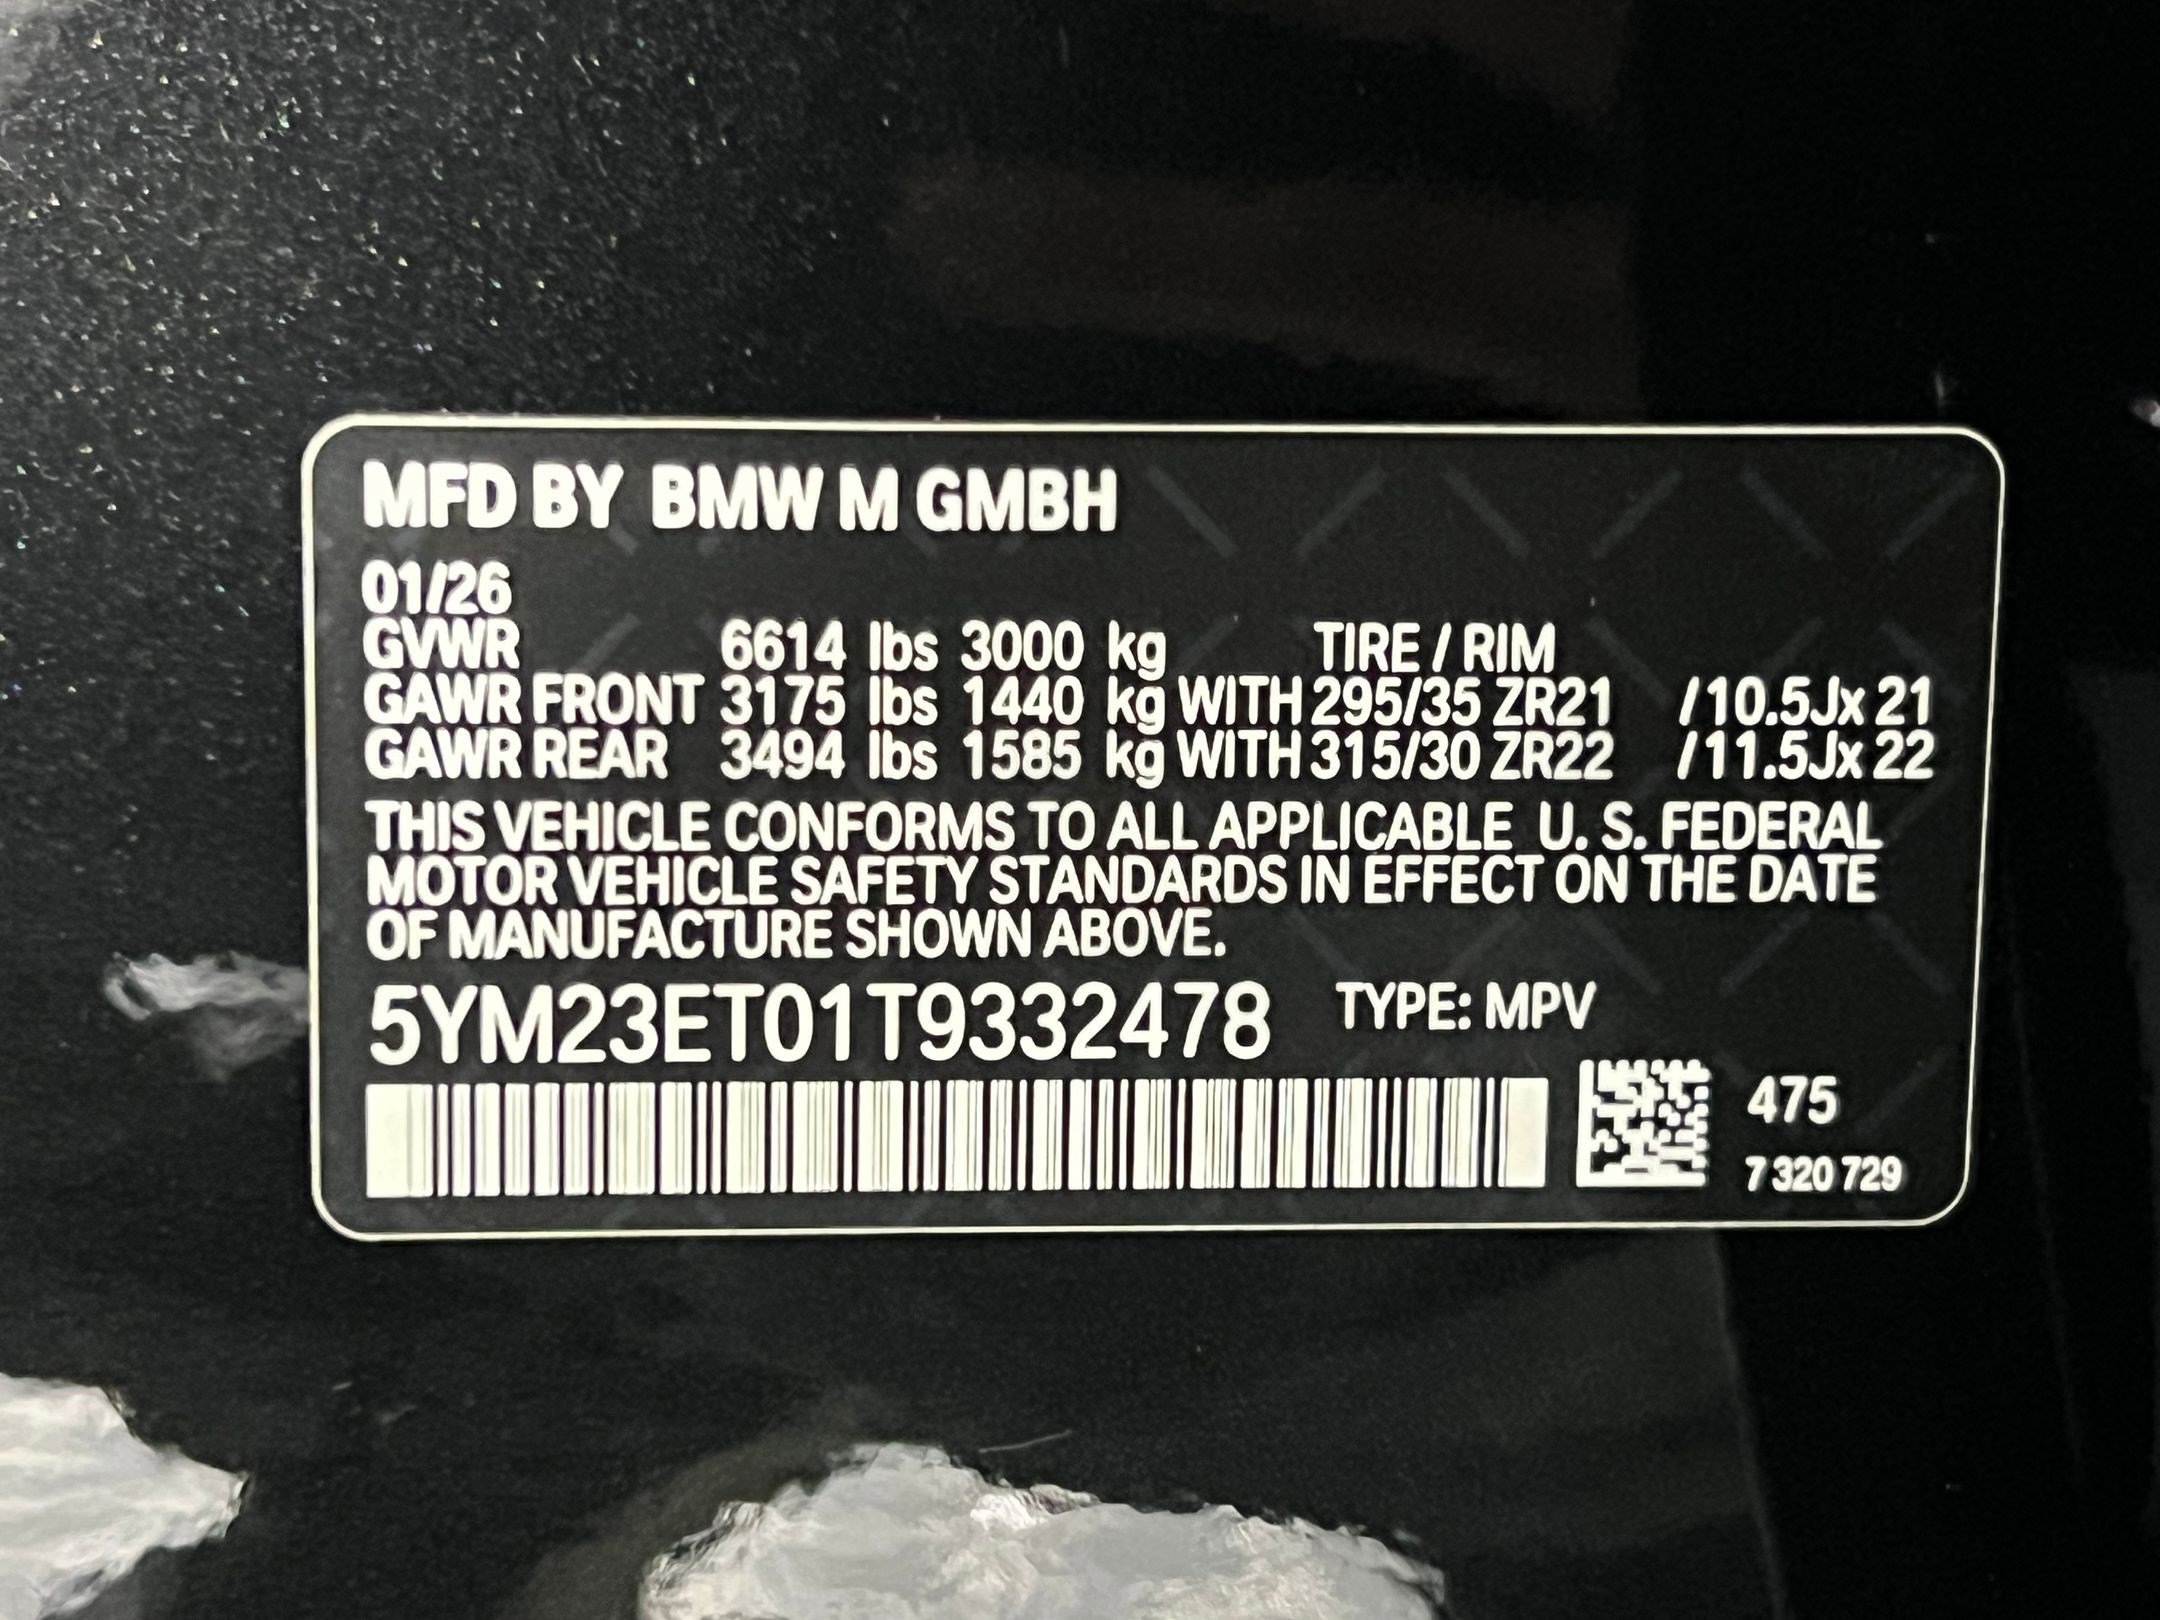 MFD BY BMW M GMBH
01/26
GVWR 6614 lbs 3000 kg TIRE / RIM
GAWR FRONT 3175 lbs 1440 kg WITH 295/35 ZR21 / 10.5Jx 21
GAWR REAR 3494 lbs 1585 kg WITH 315/30 ZR22 / 11.5Jx 22
THIS VEHICLE CONFORMS TO ALL APPLICABLE U. S. FEDERAL
MOTOR VEHICLE SAFETY STANDARDS IN EFFECT ON THE DATE
OF MANUFACTURE SHOWN ABOVE.
5YM23ET01T9332478 TYPE: MPV
475
7 320 729